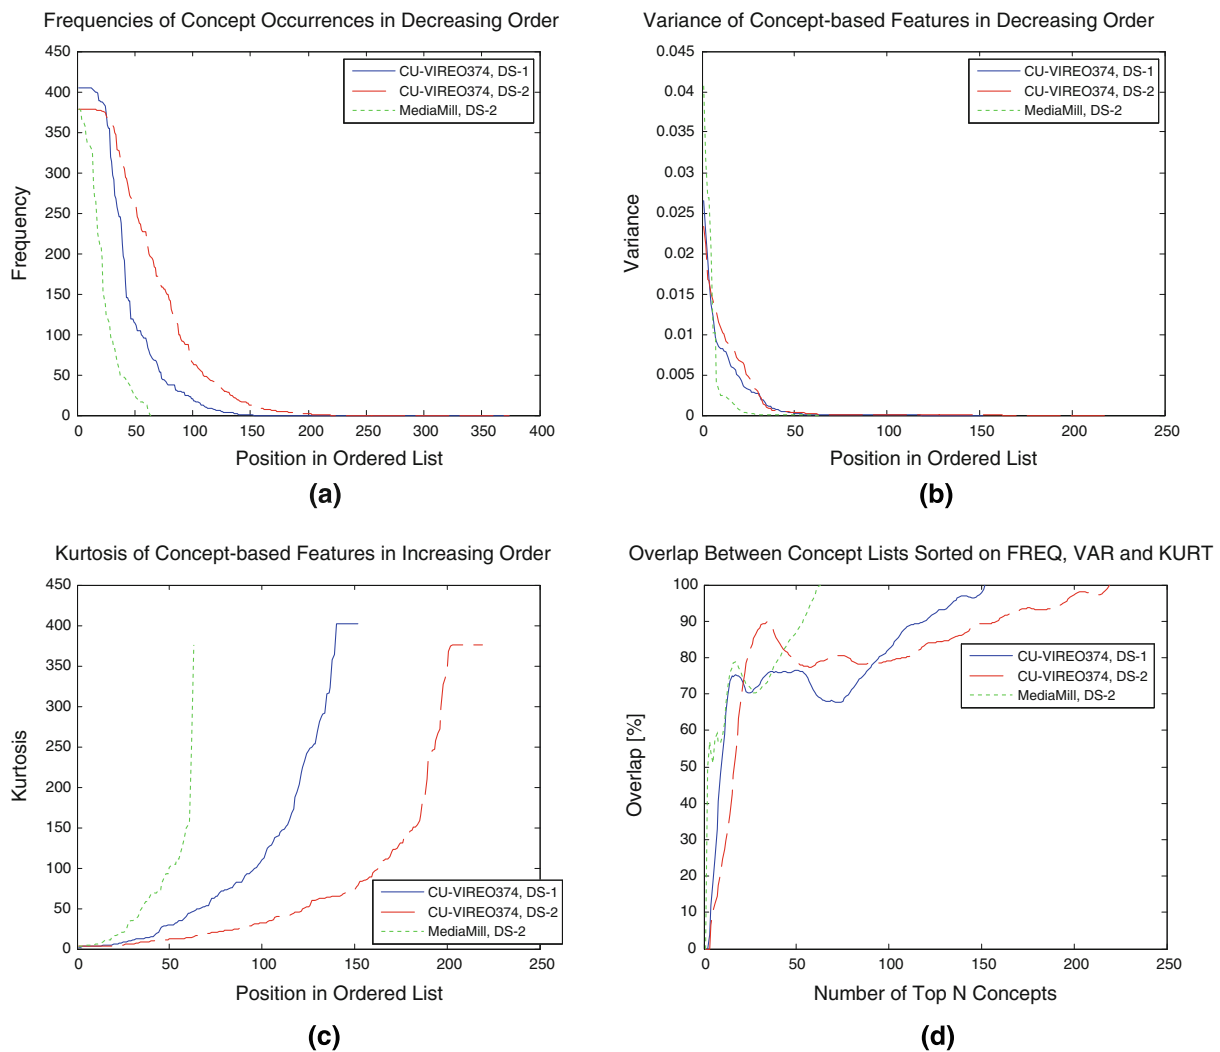 Frequencies of Concept Occurrences in Decreasing Order
450
400
350
300
250
200
150
100
50
0
0 50 100 150 200 250 300 350 400
Frequency
Position in Ordered List
CU-VIREO374, DS-1
CU-VIREO374, DS-2
MediaMill, DS-2
(a)
Variance of Concept-based Features in Decreasing Order
0.045
0.04
0.035
0.03
0.025
0.02
0.015
0.01
0.005
0
0 50 100 150 200 250
Variance
Position in Ordered List
CU-VIREO374, DS-1
CU-VIREO374, DS-2
MediaMill, DS-2
(b)
Kurtosis of Concept-based Features in Increasing Order
450
400
350
300
250
200
150
100
50
0
0 50 100 150 200 250
Kurtosis
Position in Ordered List
CU-VIREO374, DS-1
CU-VIREO374, DS-2
MediaMill, DS-2
(c)
Overlap Between Concept Lists Sorted on FREQ, VAR and KURT
100
90
80
70
60
50
40
30
20
10
0
0 50 100 150 200 250
Overlap [%]
Number of Top N Concepts
CU-VIREO374, DS-1
CU-VIREO374, DS-2
MediaMill, DS-2
(d)